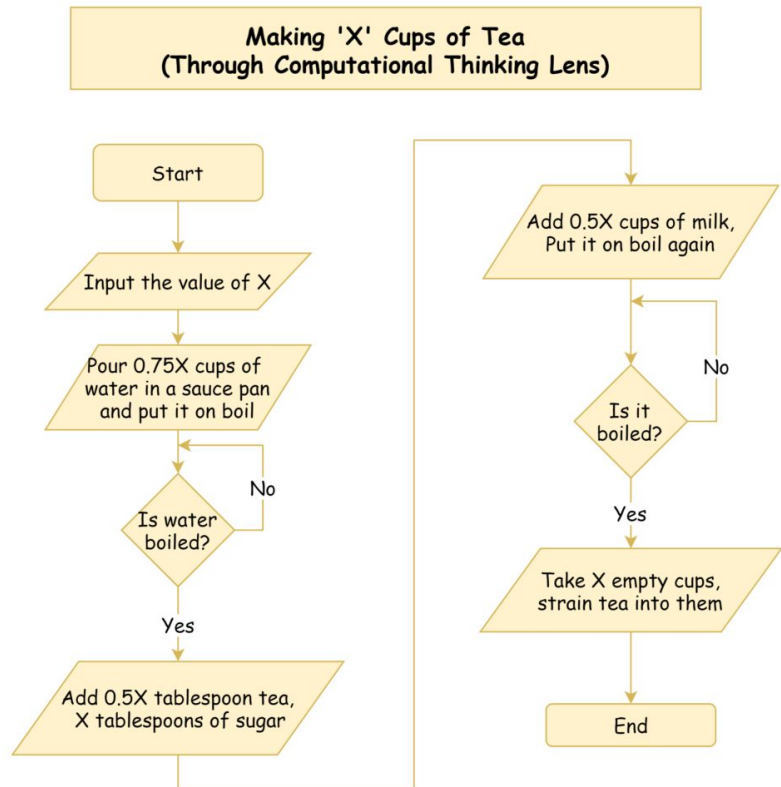 Making 'X' Cups of Tea
(Through Computational Thinking Lens)
Start
Input the value of X
Pour 0.75X cups of
water in a sauce pan
and put it on boil
No
Is water
boiled?
Yes
Add 0.5X tablespoon tea,
X tablespoons of sugar
Add 0.5X cups of milk,
Put it on boil again
No
Is it
boiled?
Yes
Take X empty cups,
strain tea into them
End